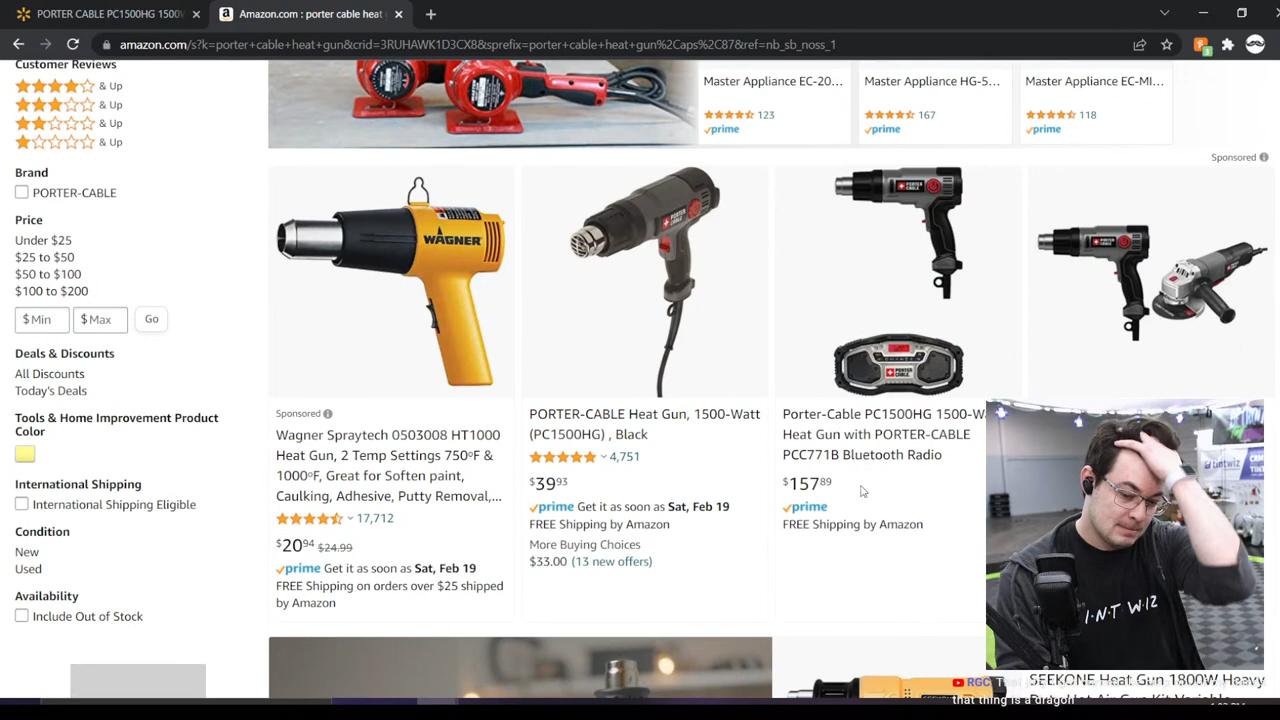 PORTER CABLE PC1500HG 1500W
Amazon.com : porter cable heat
amazon.com/s?k=porter+cable+heat+gun&crid=3RUHAWK1D3CX8&sprefix=porter+cable+heat+gun%2Caps%2C87&ref=nb_sb_noss_1
Customer Reviews
& Up
& Up
& Up
& Up
Brand
PORTER-CABLE
Price
Under $25
$25 to $50
$50 to $100
$100 to $200
$ Min
$ Max
Go
Deals & Discounts
All Discounts
Today's Deals
Tools & Home Improvement Product
Color
International Shipping
International Shipping Eligible
Condition
New
Used
Availability
Include Out of Stock
Master Appliance EC-20...
123
prime
Master Appliance HG-5...
167
prime
Master Appliance EC-MI...
118
prime
Sponsored
WAGNER
Sponsored
Wagner Spraytech 0503008 HT1000
Heat Gun, 2 Temp Settings 750ºF &
1000ºF, Great for Soften paint,
Caulking, Adhesive, Putty Removal,...
17,712
$20 94 $24.99
prime Get it as soon as Sat, Feb 19
FREE Shipping on orders over $25 shipped
by Amazon
PORTER-CABLE Heat Gun, 1500-Watt
(PC1500HG) , Black
4,751
$39 93
prime Get it as soon as Sat, Feb 19
FREE Shipping by Amazon
More Buying Choices
$33.00 (13 new offers)
PORTER CABLE
PORTER CABLE
Porter-Cable PC1500HG 1500-W
Heat Gun with PORTER-CABLE
PCC771B Bluetooth Radio
$157 89
prime
FREE Shipping by Amazon
tintwiz
T·I·N·T W·I·Z
RGC:
that thing is a dragon
SEEKONE Heat Gun 1800W Heavy